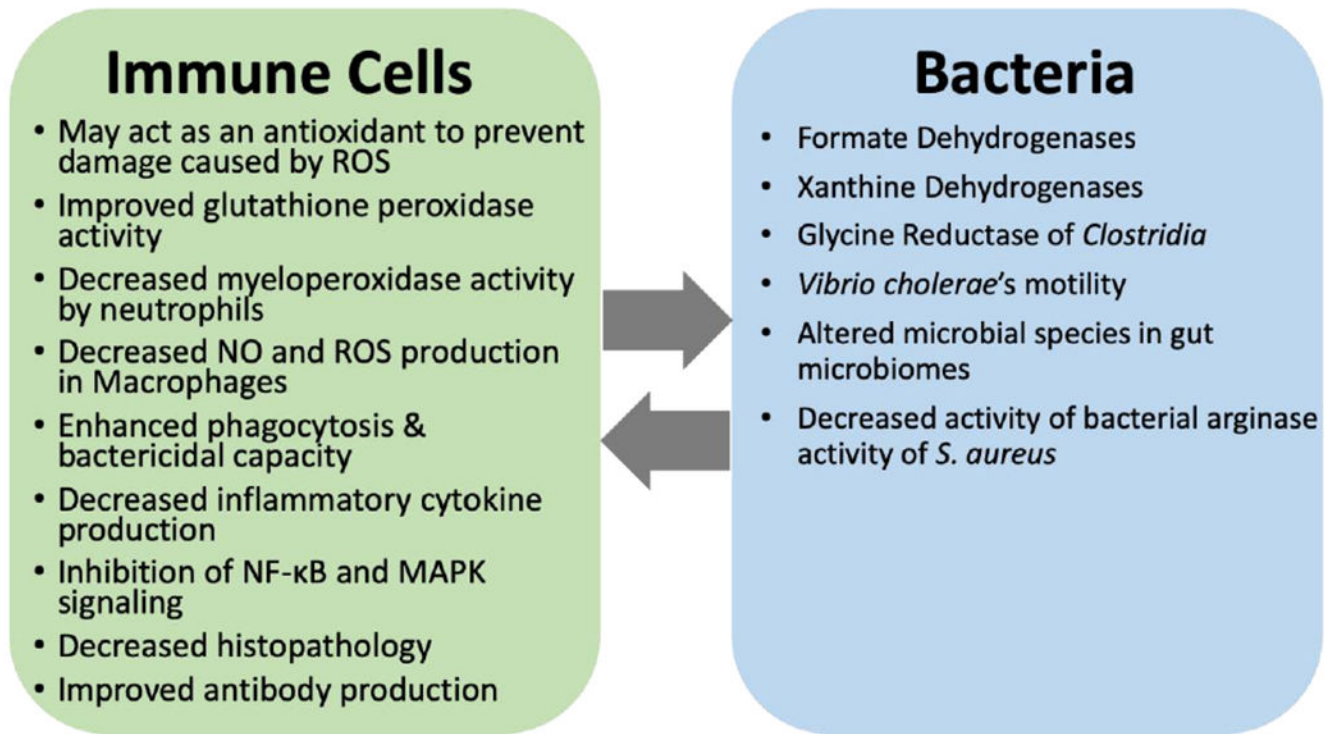 Immune Cells
• May act as an antioxidant to prevent
damage caused by ROS
• Improved glutathione peroxidase
activity
• Decreased myeloperoxidase activity
by neutrophils
• Decreased NO and ROS production
in Macrophages
• Enhanced phagocytosis &
bactericidal capacity
• Decreased inflammatory cytokine
production
• Inhibition of NF-κB and MAPK
signaling
• Decreased histopathology
• Improved antibody production
Bacteria
• Formate Dehydrogenases
• Xanthine Dehydrogenases
• Glycine Reductase of Clostridia
• Vibrio cholerae's motility
• Altered microbial species in gut
microbiomes
• Decreased activity of bacterial arginase
activity of S. aureus